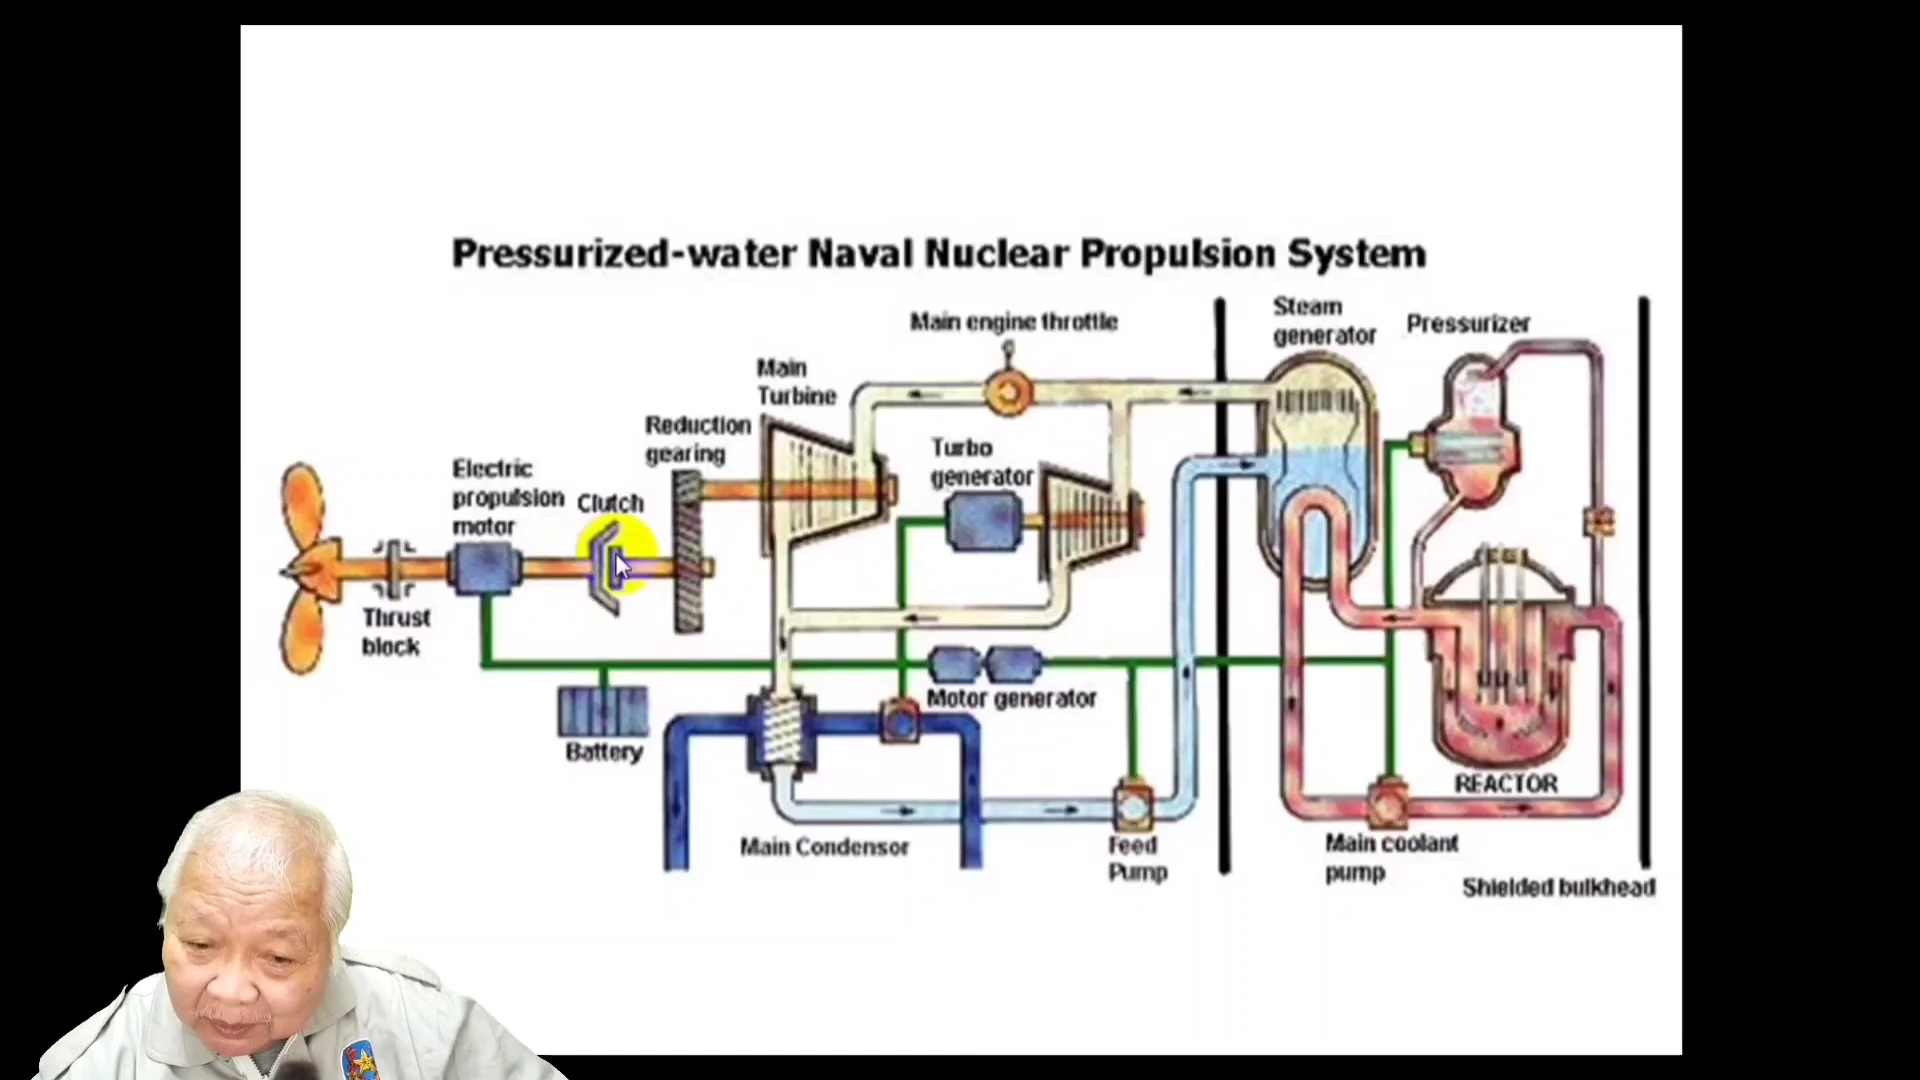 Pressurized-water Naval Nuclear Propulsion System
Main engine throttle
Steam
generator
Pressurizer
Main
Turbine
Reduction
gearing
Turbo
generator
Electric
propulsion
motor
Clutch
Thrust
block
Motor generator
Battery
REACTOR
Main Condensor
Feed
Pump
Main coolant
pump
Shielded bulkhead